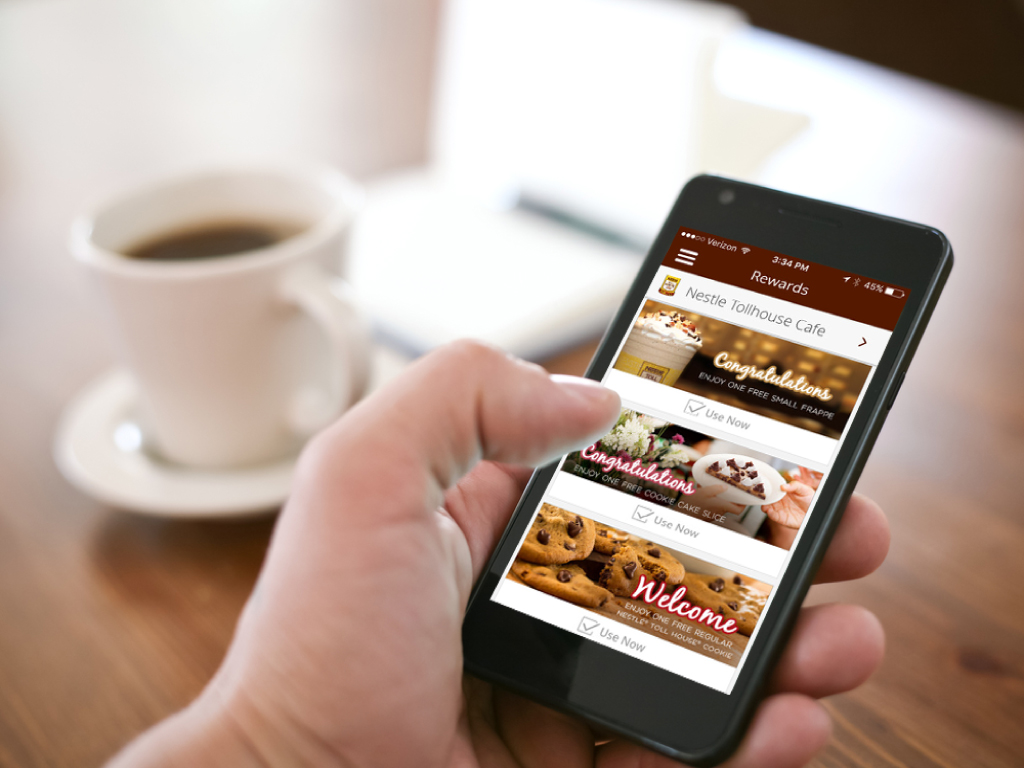 Verizon 3:34 PM 45%
Rewards
Nestle Tollhouse Cafe
Congratulations
ENJOY ONE FREE SMALL FRAPPE
Use Now
Congratulations
ENJOY ONE FREE COOKIE CAKE SLICE
Use Now
Welcome
ENJOY ONE FREE REGULAR
NESTLÉ® TOLL HOUSE® COOKIE
Use Now